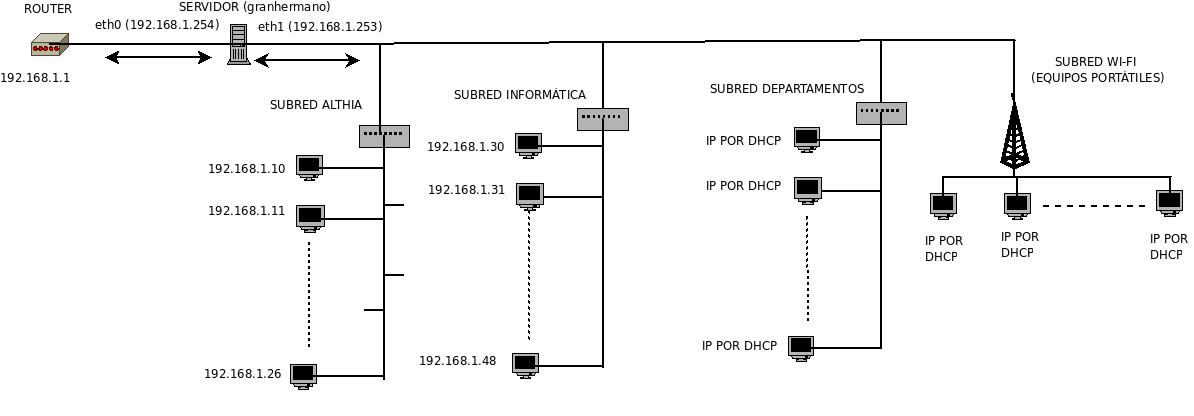 ROUTER
SERVIDOR (granhermano)
eth0 (192.168.1.254)
eth1 (192.168.1.253)
192.168.1.1
SUBRED ALTHIA
192.168.1.10
192.168.1.11
192.168.1.26
SUBRED INFORMÁTICA
192.168.1.30
192.168.1.31
192.168.1.48
SUBRED DEPARTAMENTOS
IP POR DHCP
IP POR DHCP
IP POR DHCP
SUBRED WI-FI
(EQUIPOS PORTÁTILES)
IP POR
DHCP
IP POR
DHCP
IP POR
DHCP